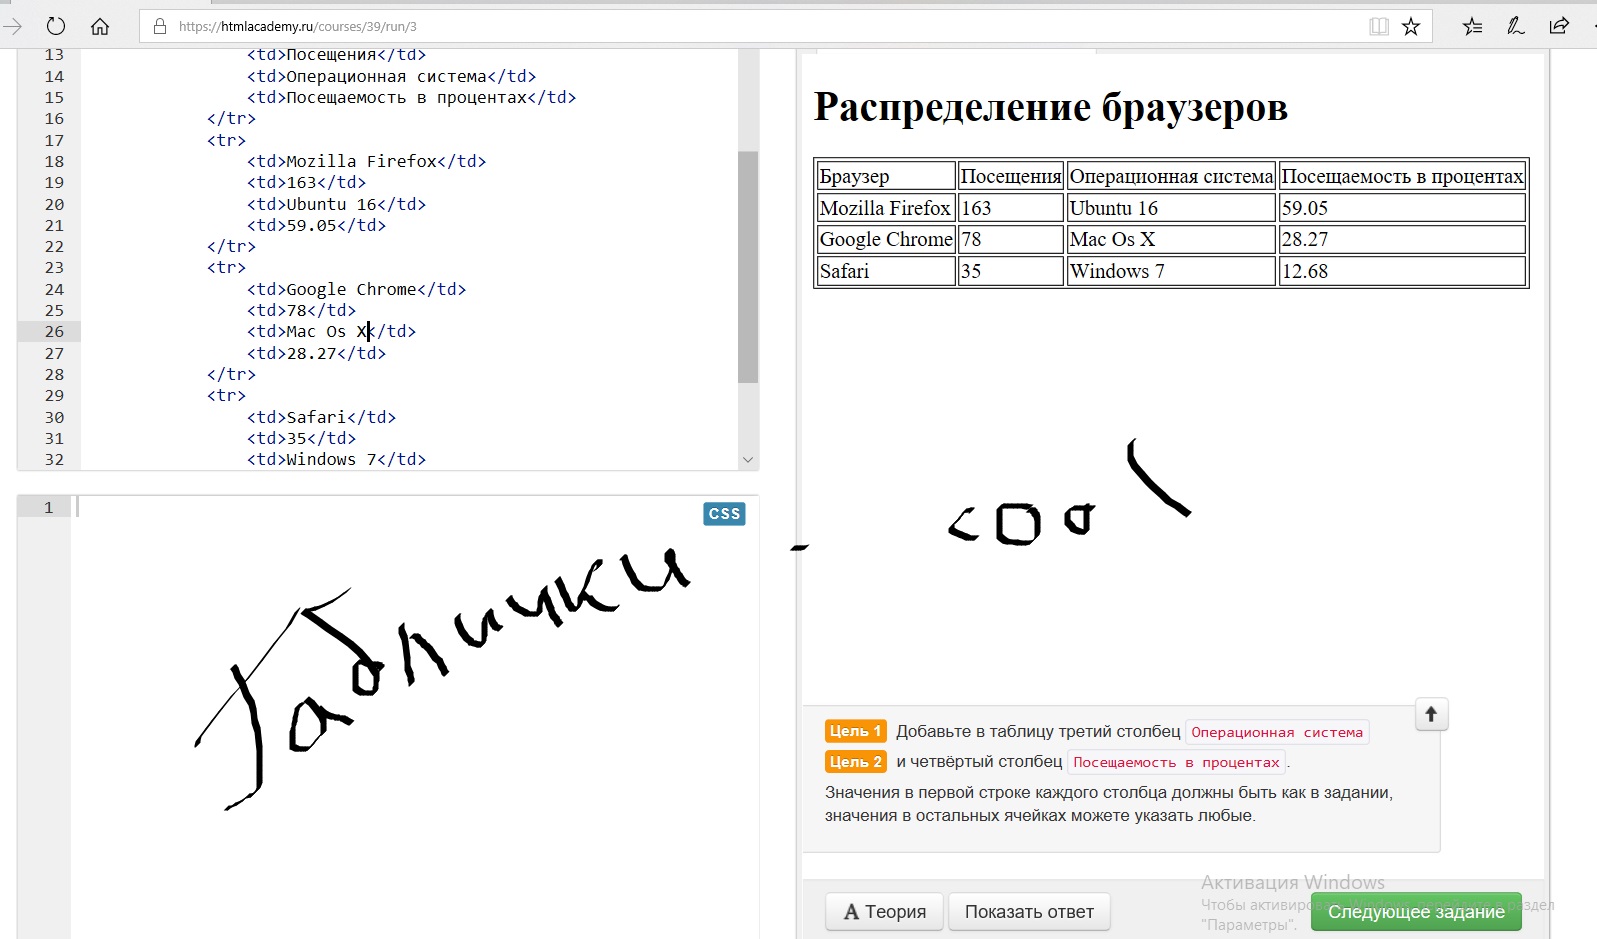 https://htmlacademy.ru/courses/39/run/3
13 <td>Посещения</td>
14 <td>Операционная система</td>
15 <td>Посещаемость в процентах</td>
16 </tr>
17 <tr>
18 <td>Mozilla Firefox</td>
19 <td>163</td>
20 <td>Ubuntu 16</td>
21 <td>59.05</td>
22 </tr>
23 <tr>
24 <td>Google Chrome</td>
25 <td>78</td>
26 <td>Mac Os X</td>
27 <td>28.27</td>
28 </tr>
29 <tr>
30 <td>Safari</td>
31 <td>35</td>
32 <td>Windows 7</td>
1
CSS
Распределение браузеров
Браузер Посещения Операционная система Посещаемость в процентах
Mozilla Firefox 163 Ubuntu 16 59.05
Google Chrome 78 Mac Os X 28.27
Safari 35 Windows 7 12.68
Таблички - cool
Цель 1 Добавьте в таблицу третий столбец Операционная система
Цель 2 и четвёртый столбец Посещаемость в процентах.
Значения в первой строке каждого столбца должны быть как в задании,
значения в остальных ячейках можете указать любые.
A Теория Показать ответ Следующее задание
Активация Windows
Чтобы активировать Windows, перейдите в раздел
"Параметры".